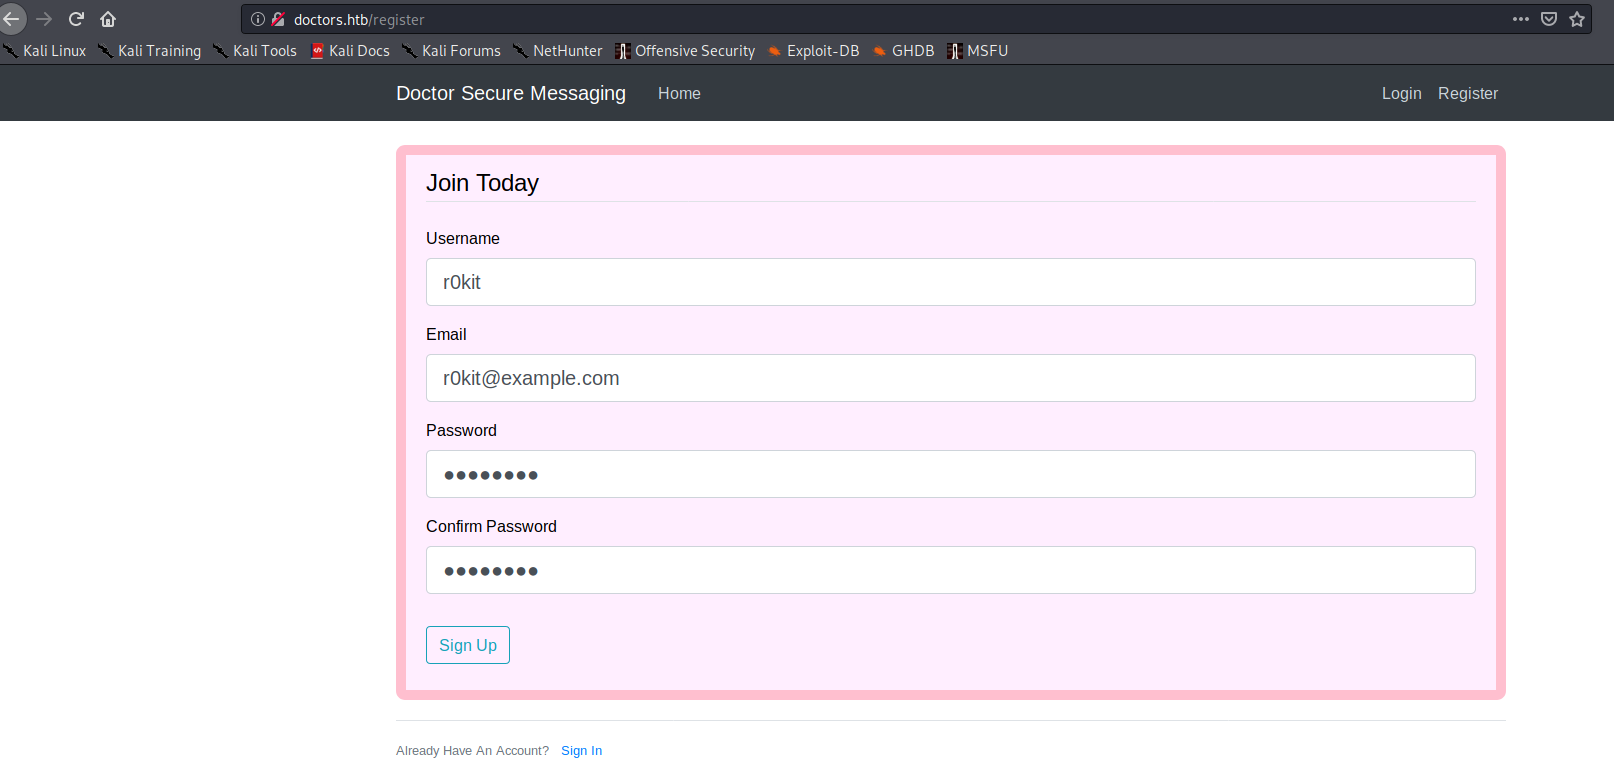 doctors.htb/register
Kali Linux Kali Training Kali Tools Kali Docs Kali Forums NetHunter Offensive Security Exploit-DB GHDB MSFU
Doctor Secure Messaging Home Login Register
Join Today
Username
r0kit
Email
r0kit@example.com
Password
●●●●●●●●
Confirm Password
●●●●●●●●
Sign Up
Already Have An Account? Sign In